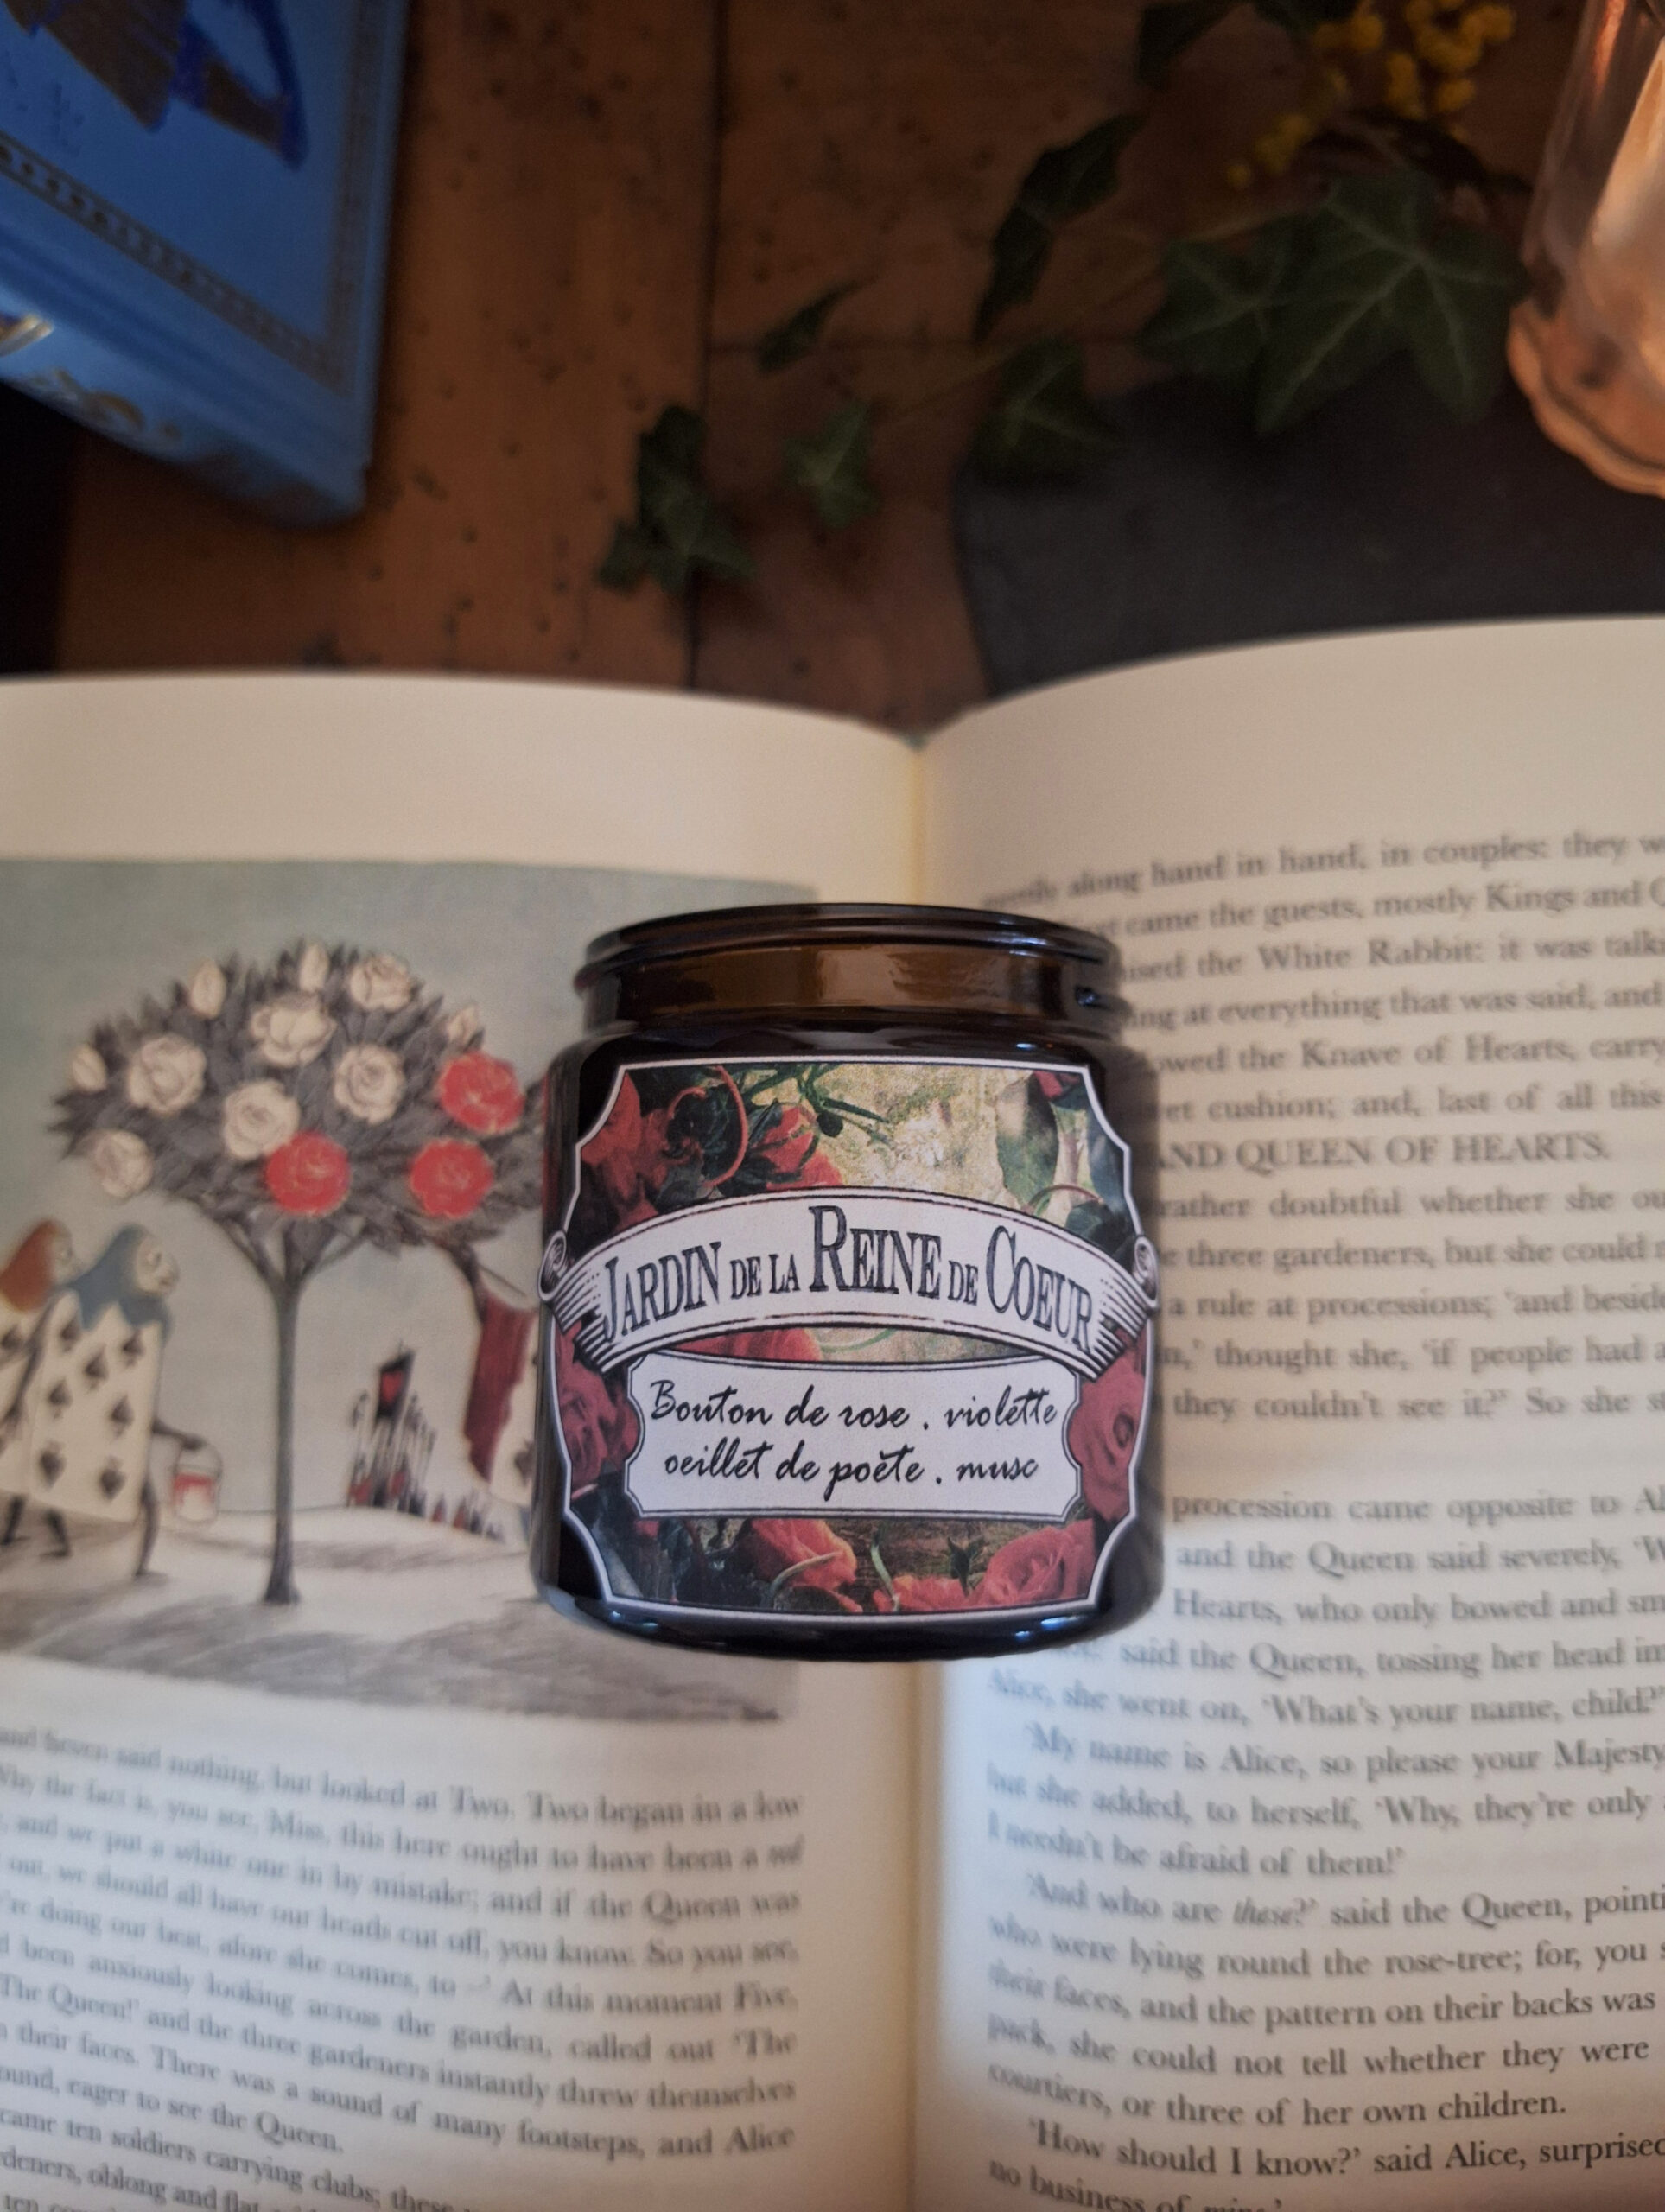 JARDIN DE LA REINE DE COEUR
Bouton de rose . violette
oeillet de poète . musc
said nothing, but looked at Two. Two began in a low
the fact is, you see, Miss, this here ought to have been a red
and we put a white one in by mistake; and if the Queen was
out, we should all have our heads cut off, you know. So you see,
doing our best, afore she comes, to —' At this moment Five,
been anxiously looking across the garden, called out 'The
The Queen!' and the three gardeners instantly threw themselves
their faces. There was a sound of many footsteps, and Alice
eager to see the Queen.
came ten soldiers carrying clubs; these
oblong and flat
ten
along hand in hand, in couples: they
came the guests, mostly Kings and
the White Rabbit: it was
at everything that was said, and
the Knave of Hearts,
cushion; and, last of all this
AND QUEEN OF HEARTS.
rather doubtful whether she
three gardeners, but she could
a rule at processions; 'and
thought she, 'if people had
they couldn't see it?' So she
procession came opposite to
and the Queen said severely,
Hearts, who only bowed and
said the Queen, tossing her head
Alice, she went on, 'What's your name, child?'
'My name is Alice, so please your Majesty
but she added, to herself, 'Why, they're only
I needn't be afraid of them!'
'And who are these?' said the Queen,
who were lying round the rose-tree; for, you
their faces, and the pattern on their backs was
pack, she could not tell whether they were
courtiers, or three of her own children.
'How should I know?' said Alice, surprised
no business of mine.'